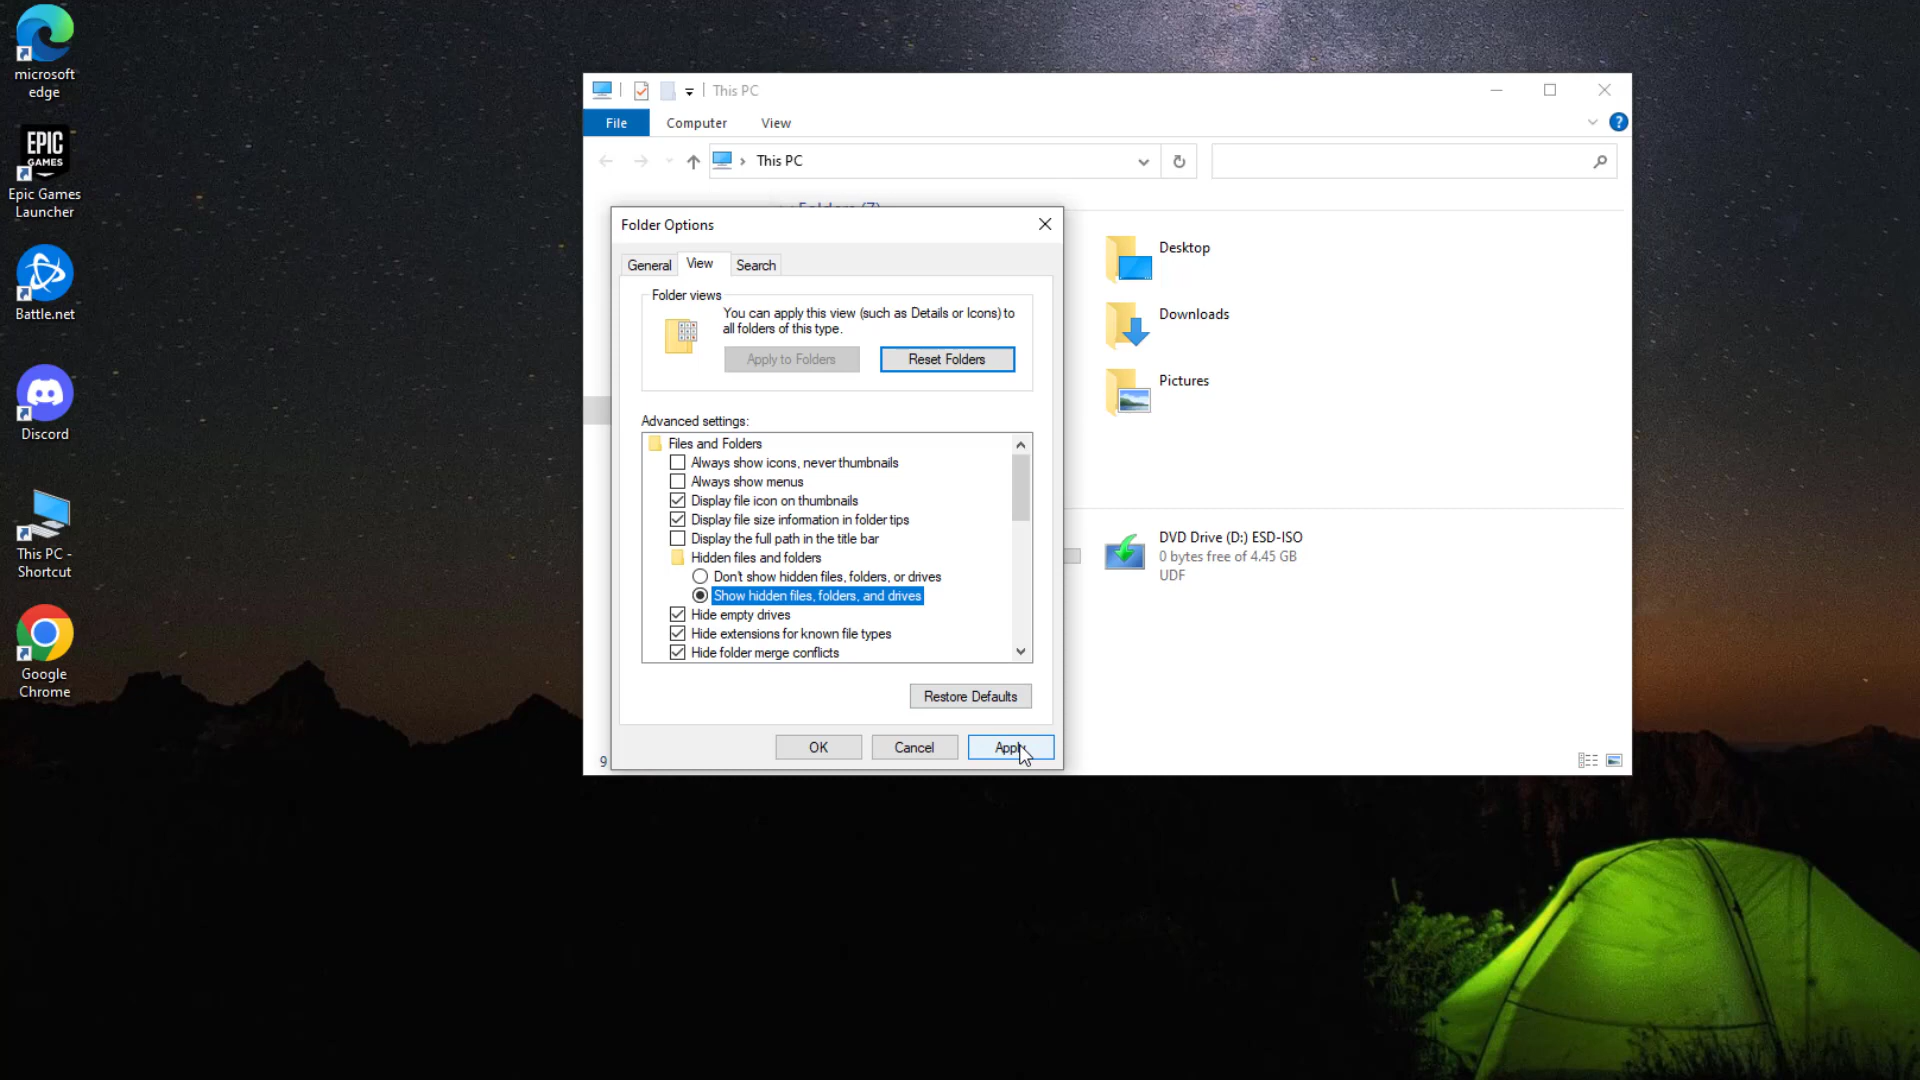 microsoft
edge
EPIC
GAMES
Epic Games
Launcher
Battle.net
Discord
This PC -
Shortcut
Google
Chrome
This PC
File
Computer
View
?
This PC
Folder Options
General
View
Search
Folder views
You can apply this view (such as Details or Icons) to
all folders of this type.
Apply to Folders
Reset Folders
Advanced settings:
Files and Folders
Always show icons, never thumbnails
Always show menus
Display file icon on thumbnails
Display file size information in folder tips
Display the full path in the title bar
Hidden files and folders
Don't show hidden files, folders, or drives
Show hidden files, folders, and drives
Hide empty drives
Hide extensions for known file types
Hide folder merge conflicts
Restore Defaults
OK
Cancel
Apply
9
Desktop
Downloads
Pictures
DVD Drive (D:) ESD-ISO
0 bytes free of 4.45 GB
UDF